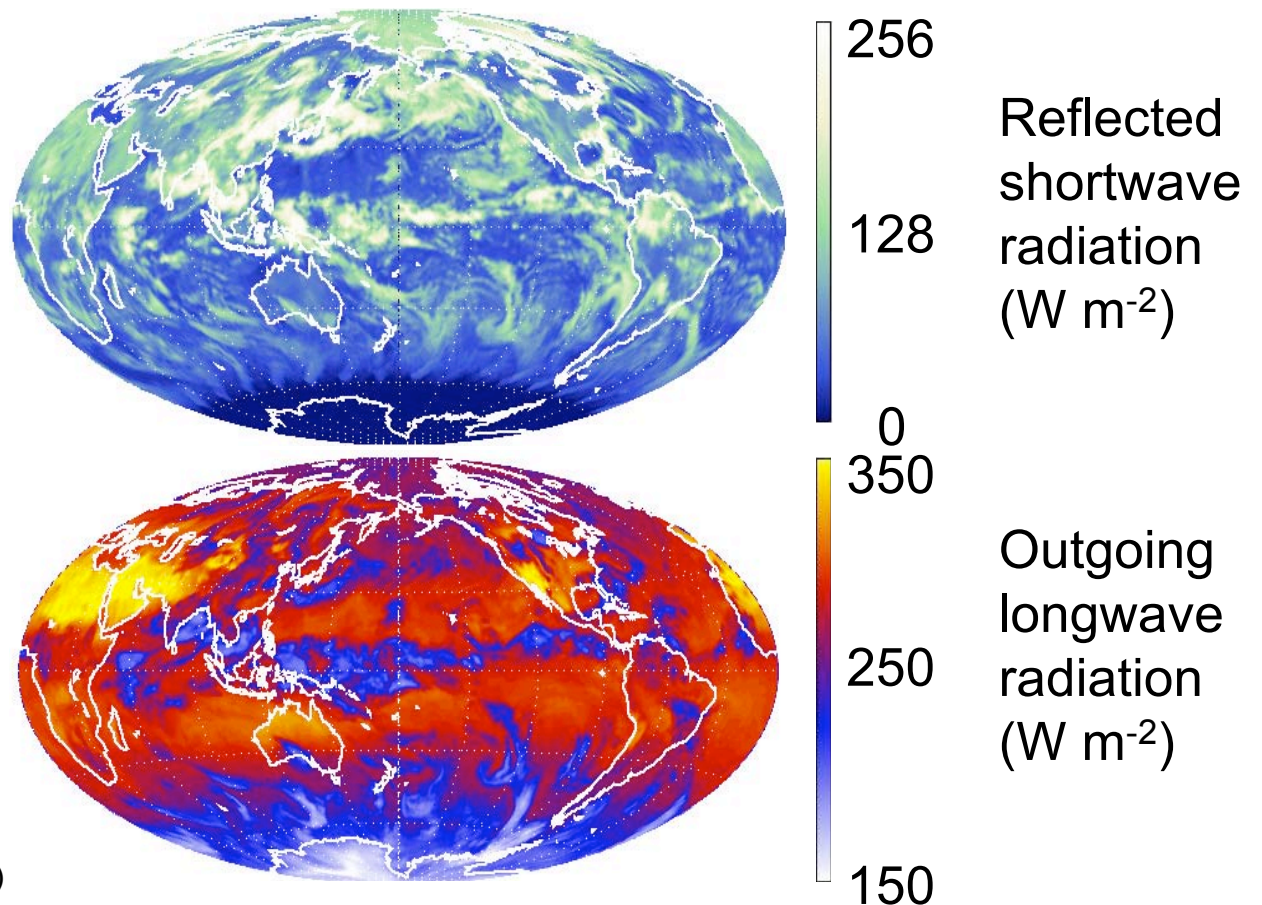 256
128
0
Reflected
shortwave
radiation
(W m-2)
350
250
150
Outgoing
longwave
radiation
(W m-2)
)